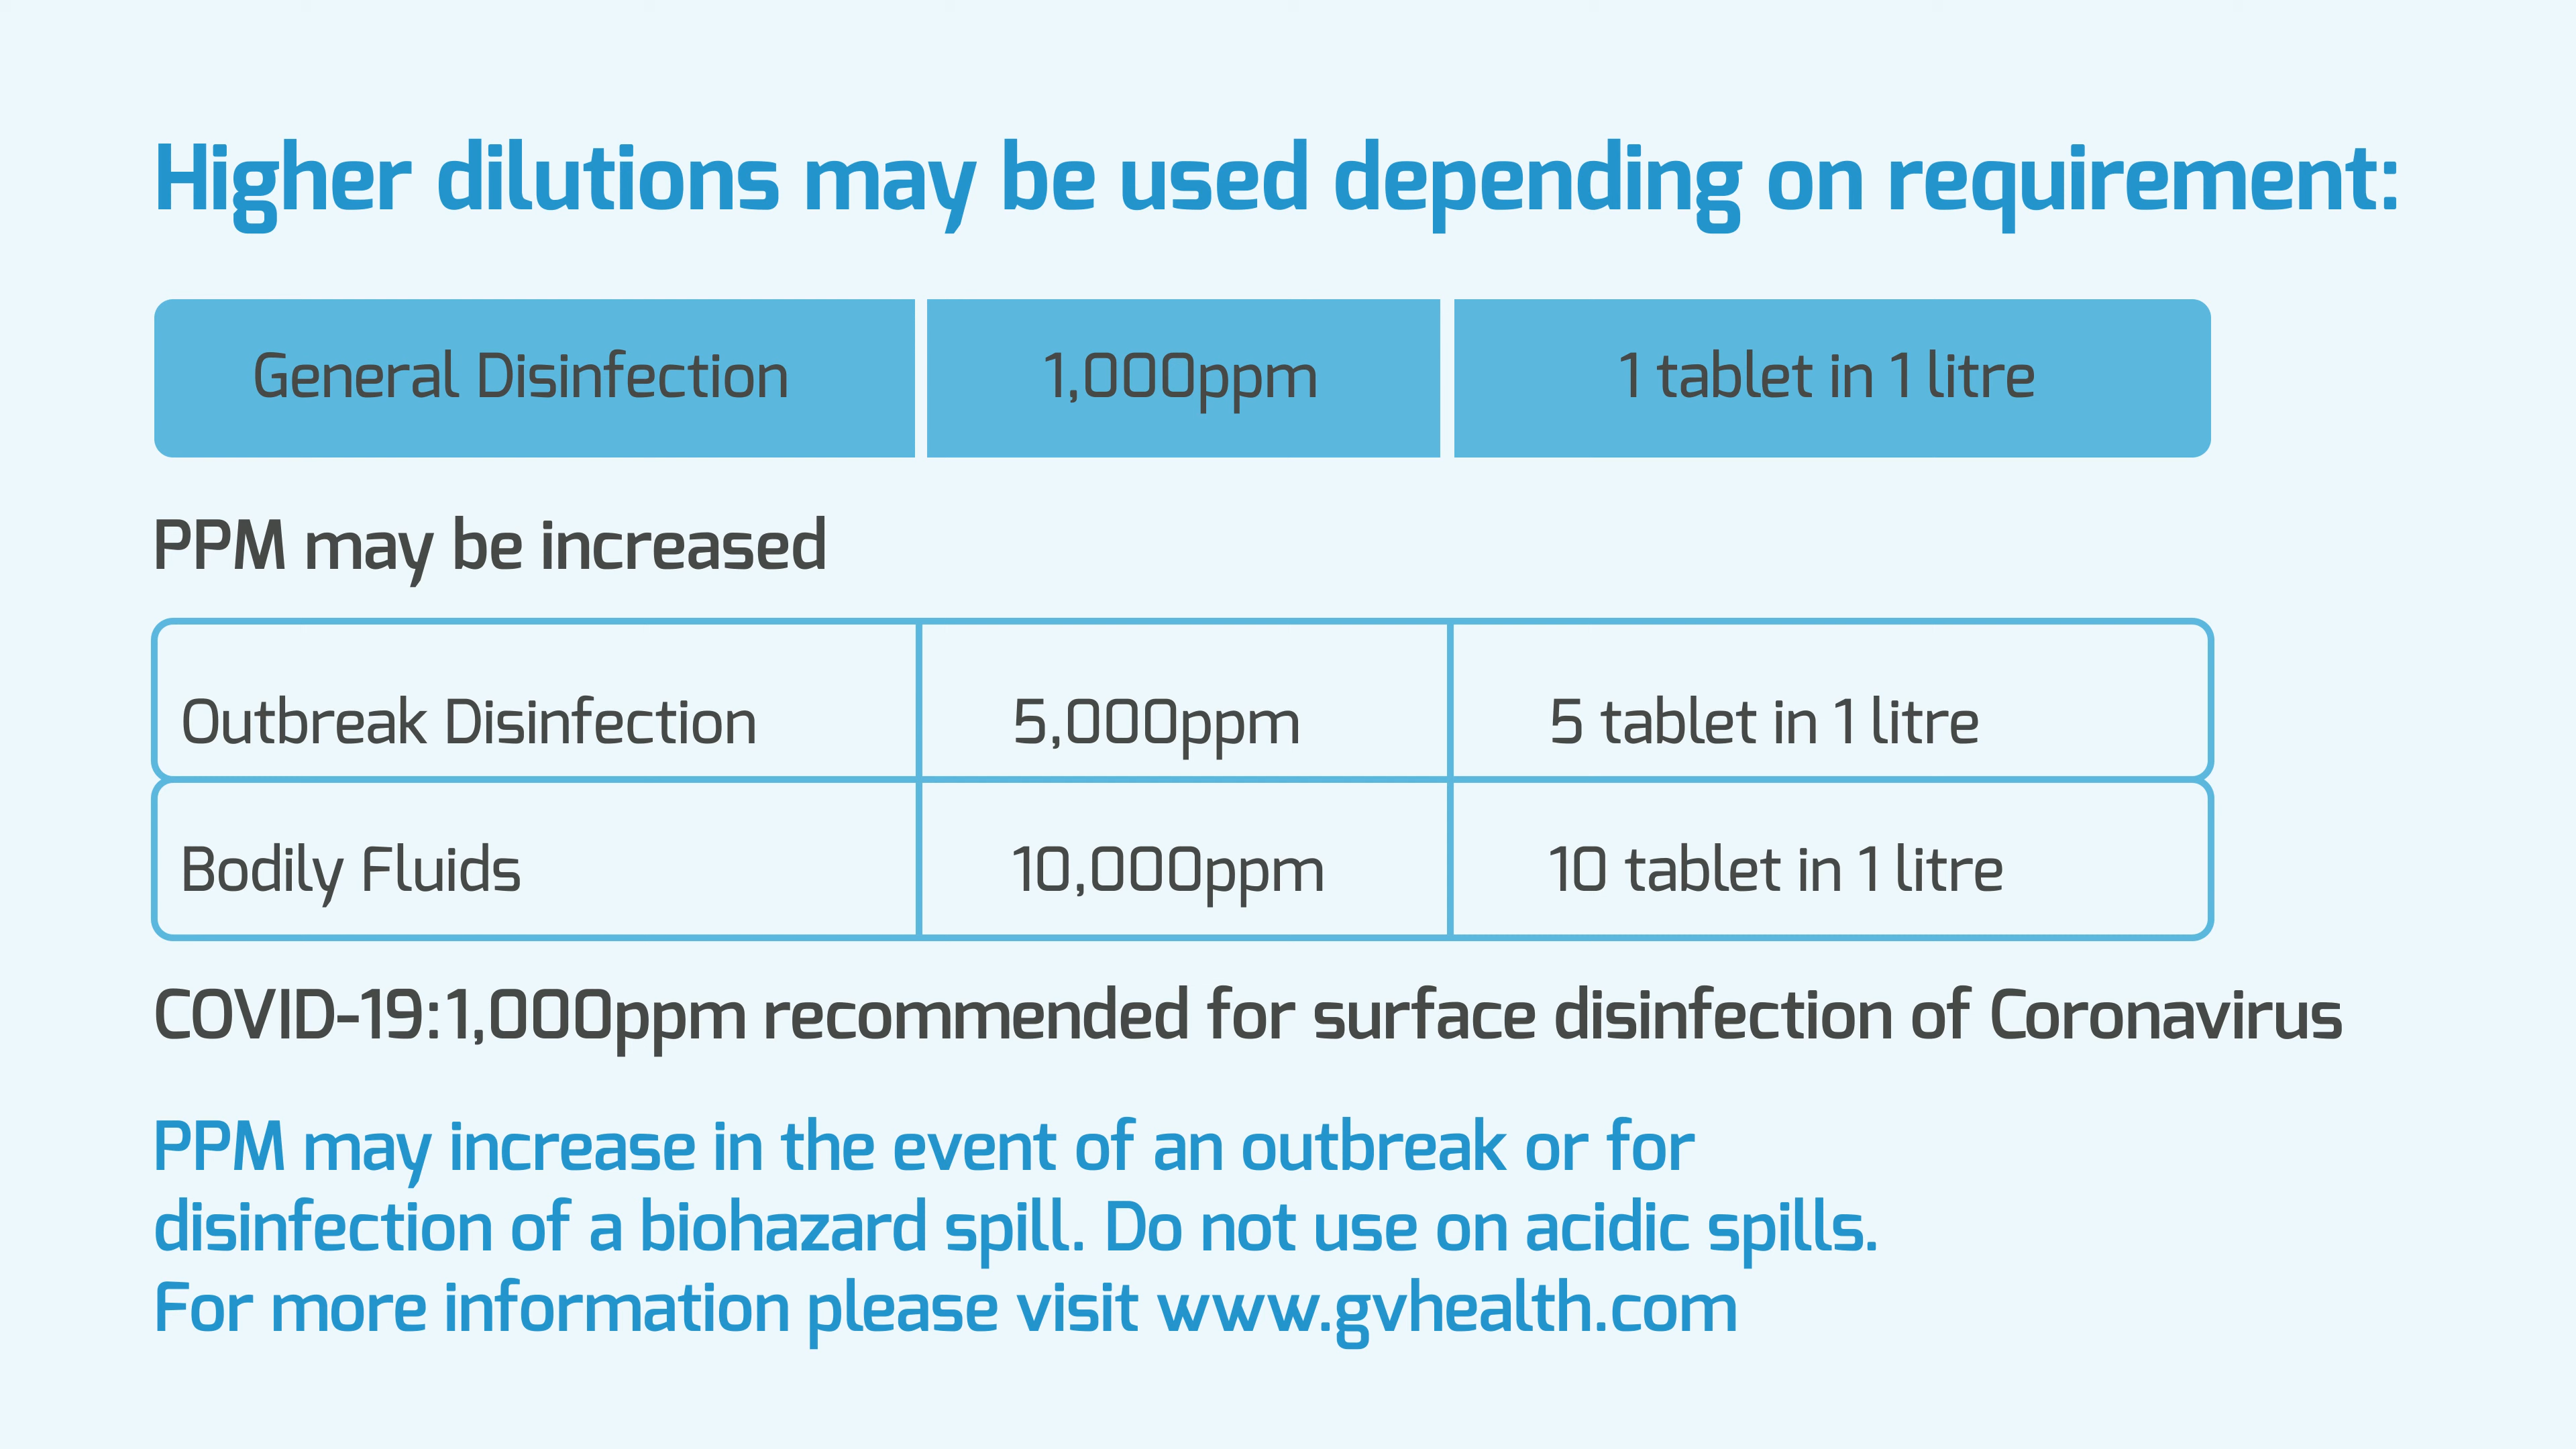 Higher dilutions may be used depending on requirement:
General Disinfection 1,000ppm 1 tablet in 1 litre
PPM may be increased
Outbreak Disinfection 5,000ppm 5 tablet in 1 litre
Bodily Fluids 10,000ppm 10 tablet in 1 litre
COVID-19:1,000ppm recommended for surface disinfection of Coronavirus
PPM may increase in the event of an outbreak or for
disinfection of a biohazard spill. Do not use on acidic spills.
For more information please visit www.gvhealth.com